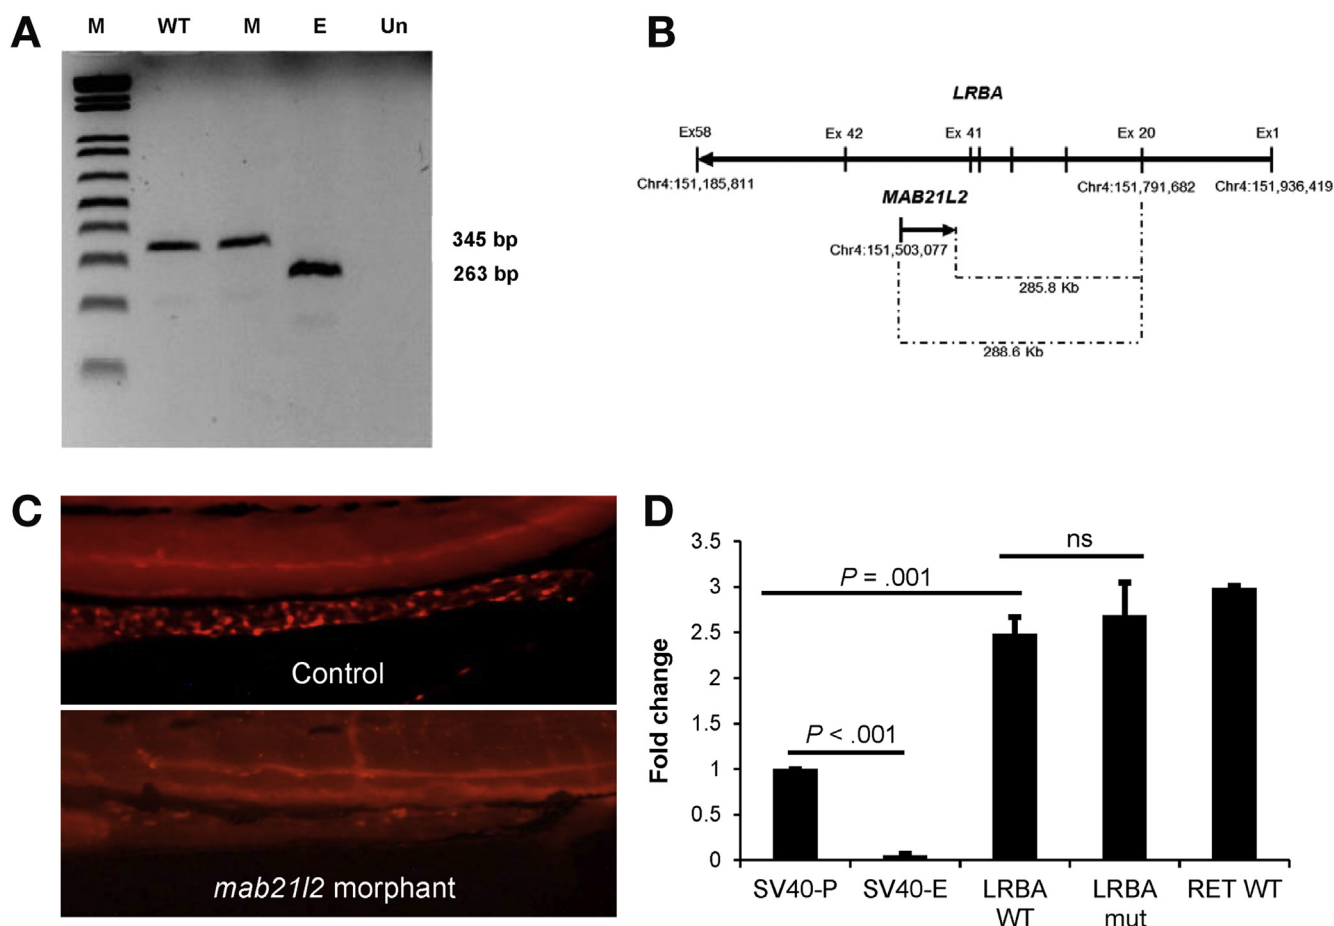 A
M WT M E Un
345 bp
263 bp
B
LRBA
Ex58 Ex 42 Ex 41 Ex 20 Ex1
Chr4:151,185,811 Chr4:151,791,682 Chr4:151,936,419
MAB21L2
Chr4:151,503,077
285.8 Kb
288.6 Kb
C
Control
mab21l2 morphant
D
Fold change
3.5
3
2.5
2
1.5
1
0.5
0
ns
P = .001
P < .001
SV40-P SV40-E LRBA LRBA RET WT
WT mut